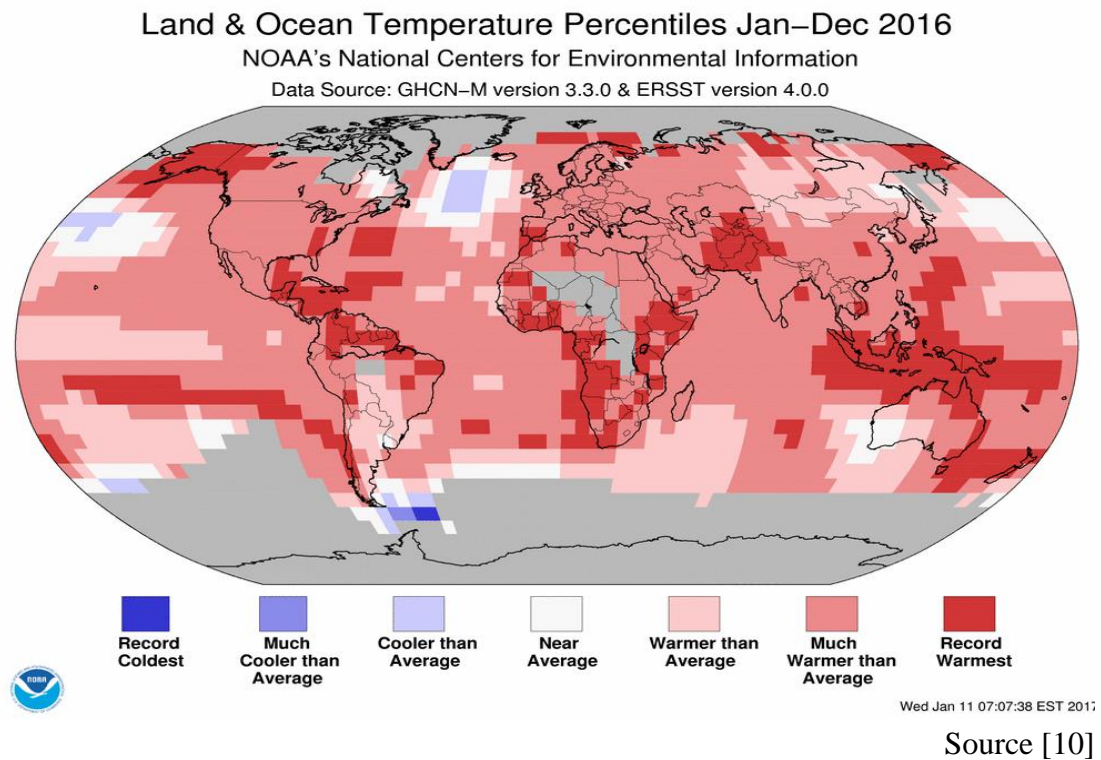 Land & Ocean Temperature Percentiles Jan–Dec 2016
NOAA's National Centers for Environmental Information
Data Source: GHCN–M version 3.3.0 & ERSST version 4.0.0
Record
Coldest
Much
Cooler than
Average
Cooler than
Average
Near
Average
Warmer than
Average
Much
Warmer than
Average
Record
Warmest
NOAA
Wed Jan 11 07:07:38 EST 2017
Source [10]